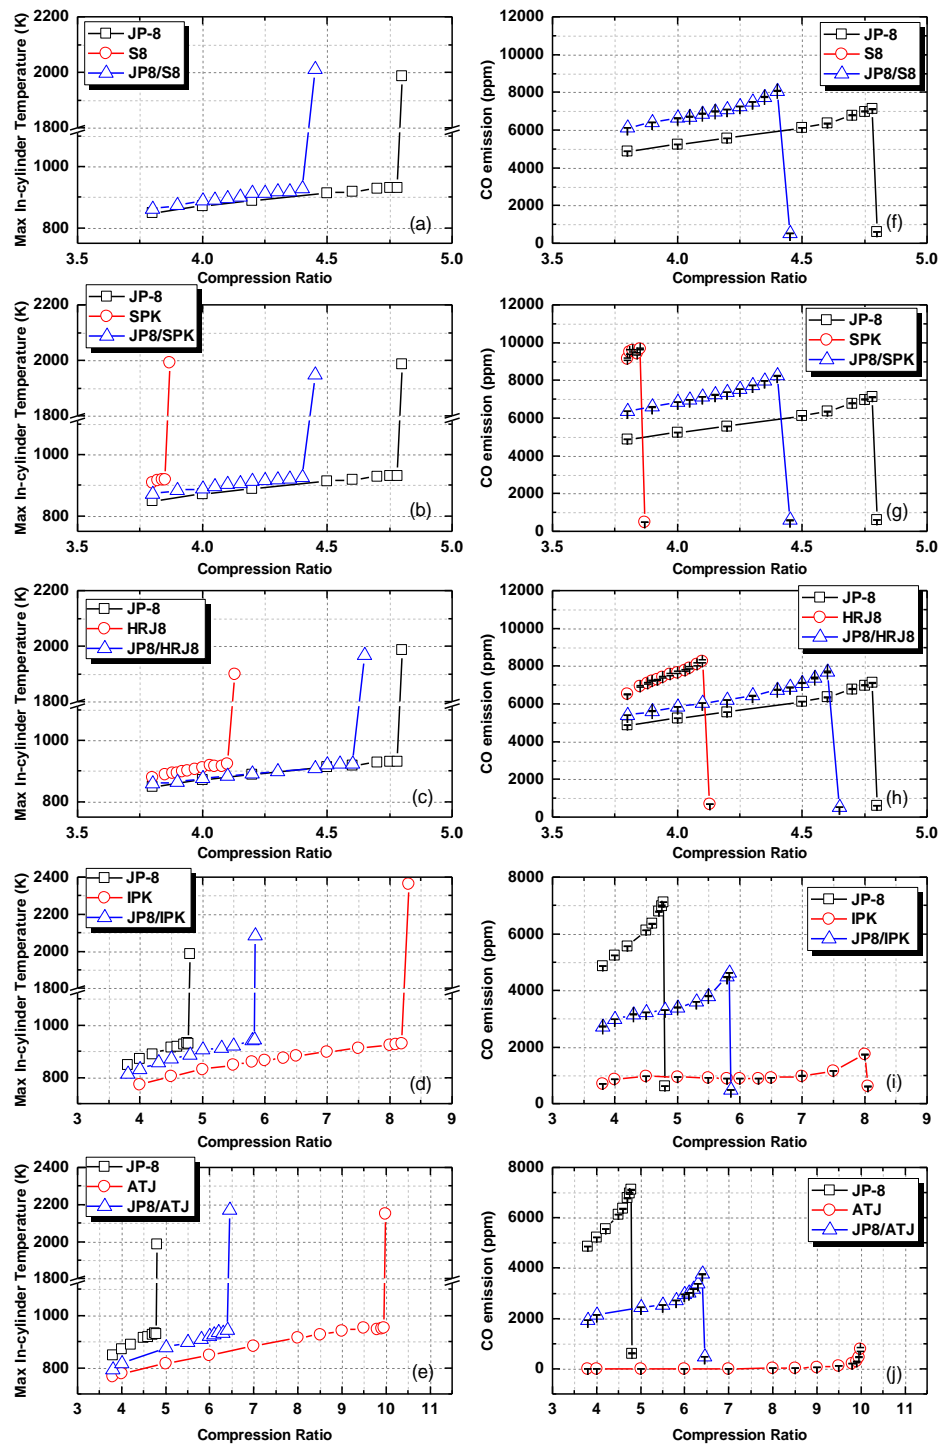 Max In-cylinder Temperature (K)
2200
2000
1800
900
800
JP-8
S8
JP8/S8
(a)
3.5 4.0 4.5 5.0
Compression Ratio
CO emission (ppm)
12000
10000
8000
6000
4000
2000
0
JP-8
S8
JP8/S8
(f)
3.5 4.0 4.5 5.0
Compression Ratio
Max In-cylinder Temperature (K)
2200
2000
1000
900
800
JP-8
SPK
JP8/SPK
(b)
3.5 4.0 4.5 5.0
Compression Ratio
CO emission (ppm)
12000
10000
8000
6000
4000
2000
0
JP-8
SPK
JP8/SPK
(g)
3.5 4.0 4.5 5.0
Compression Ratio
Max In-cylinder Temperature (K)
2200
2000
1800
900
800
JP-8
HRJ8
JP8/HRJ8
(c)
3.5 4.0 4.5 5.0
Compression Ratio
CO emission (ppm)
12000
10000
8000
6000
4000
2000
0
JP-8
HRJ8
JP8/HRJ8
(h)
3.5 4.0 4.5 5.0
Compression Ratio
Max In-cylinder Temperature (K)
2400
2200
2000
1800
900
800
JP-8
IPK
JP8/IPK
(d)
3 4 5 6 7 8 9
Compression Ratio
CO emission (ppm)
8000
6000
4000
2000
0
JP-8
IPK
JP8/IPK
(i)
3 4 5 6 7 8 9
Compression Ratio
Max In-cylinder Temperature (K)
2400
2200
2000
1800
900
800
JP-8
ATJ
JP8/ATJ
(e)
3 4 5 6 7 8 9 10 11
Compression Ratio
CO emission (ppm)
8000
6000
4000
2000
0
JP-8
ATJ
JP8/ATJ
(j)
3 4 5 6 7 8 9 10 11
Compression Ratio